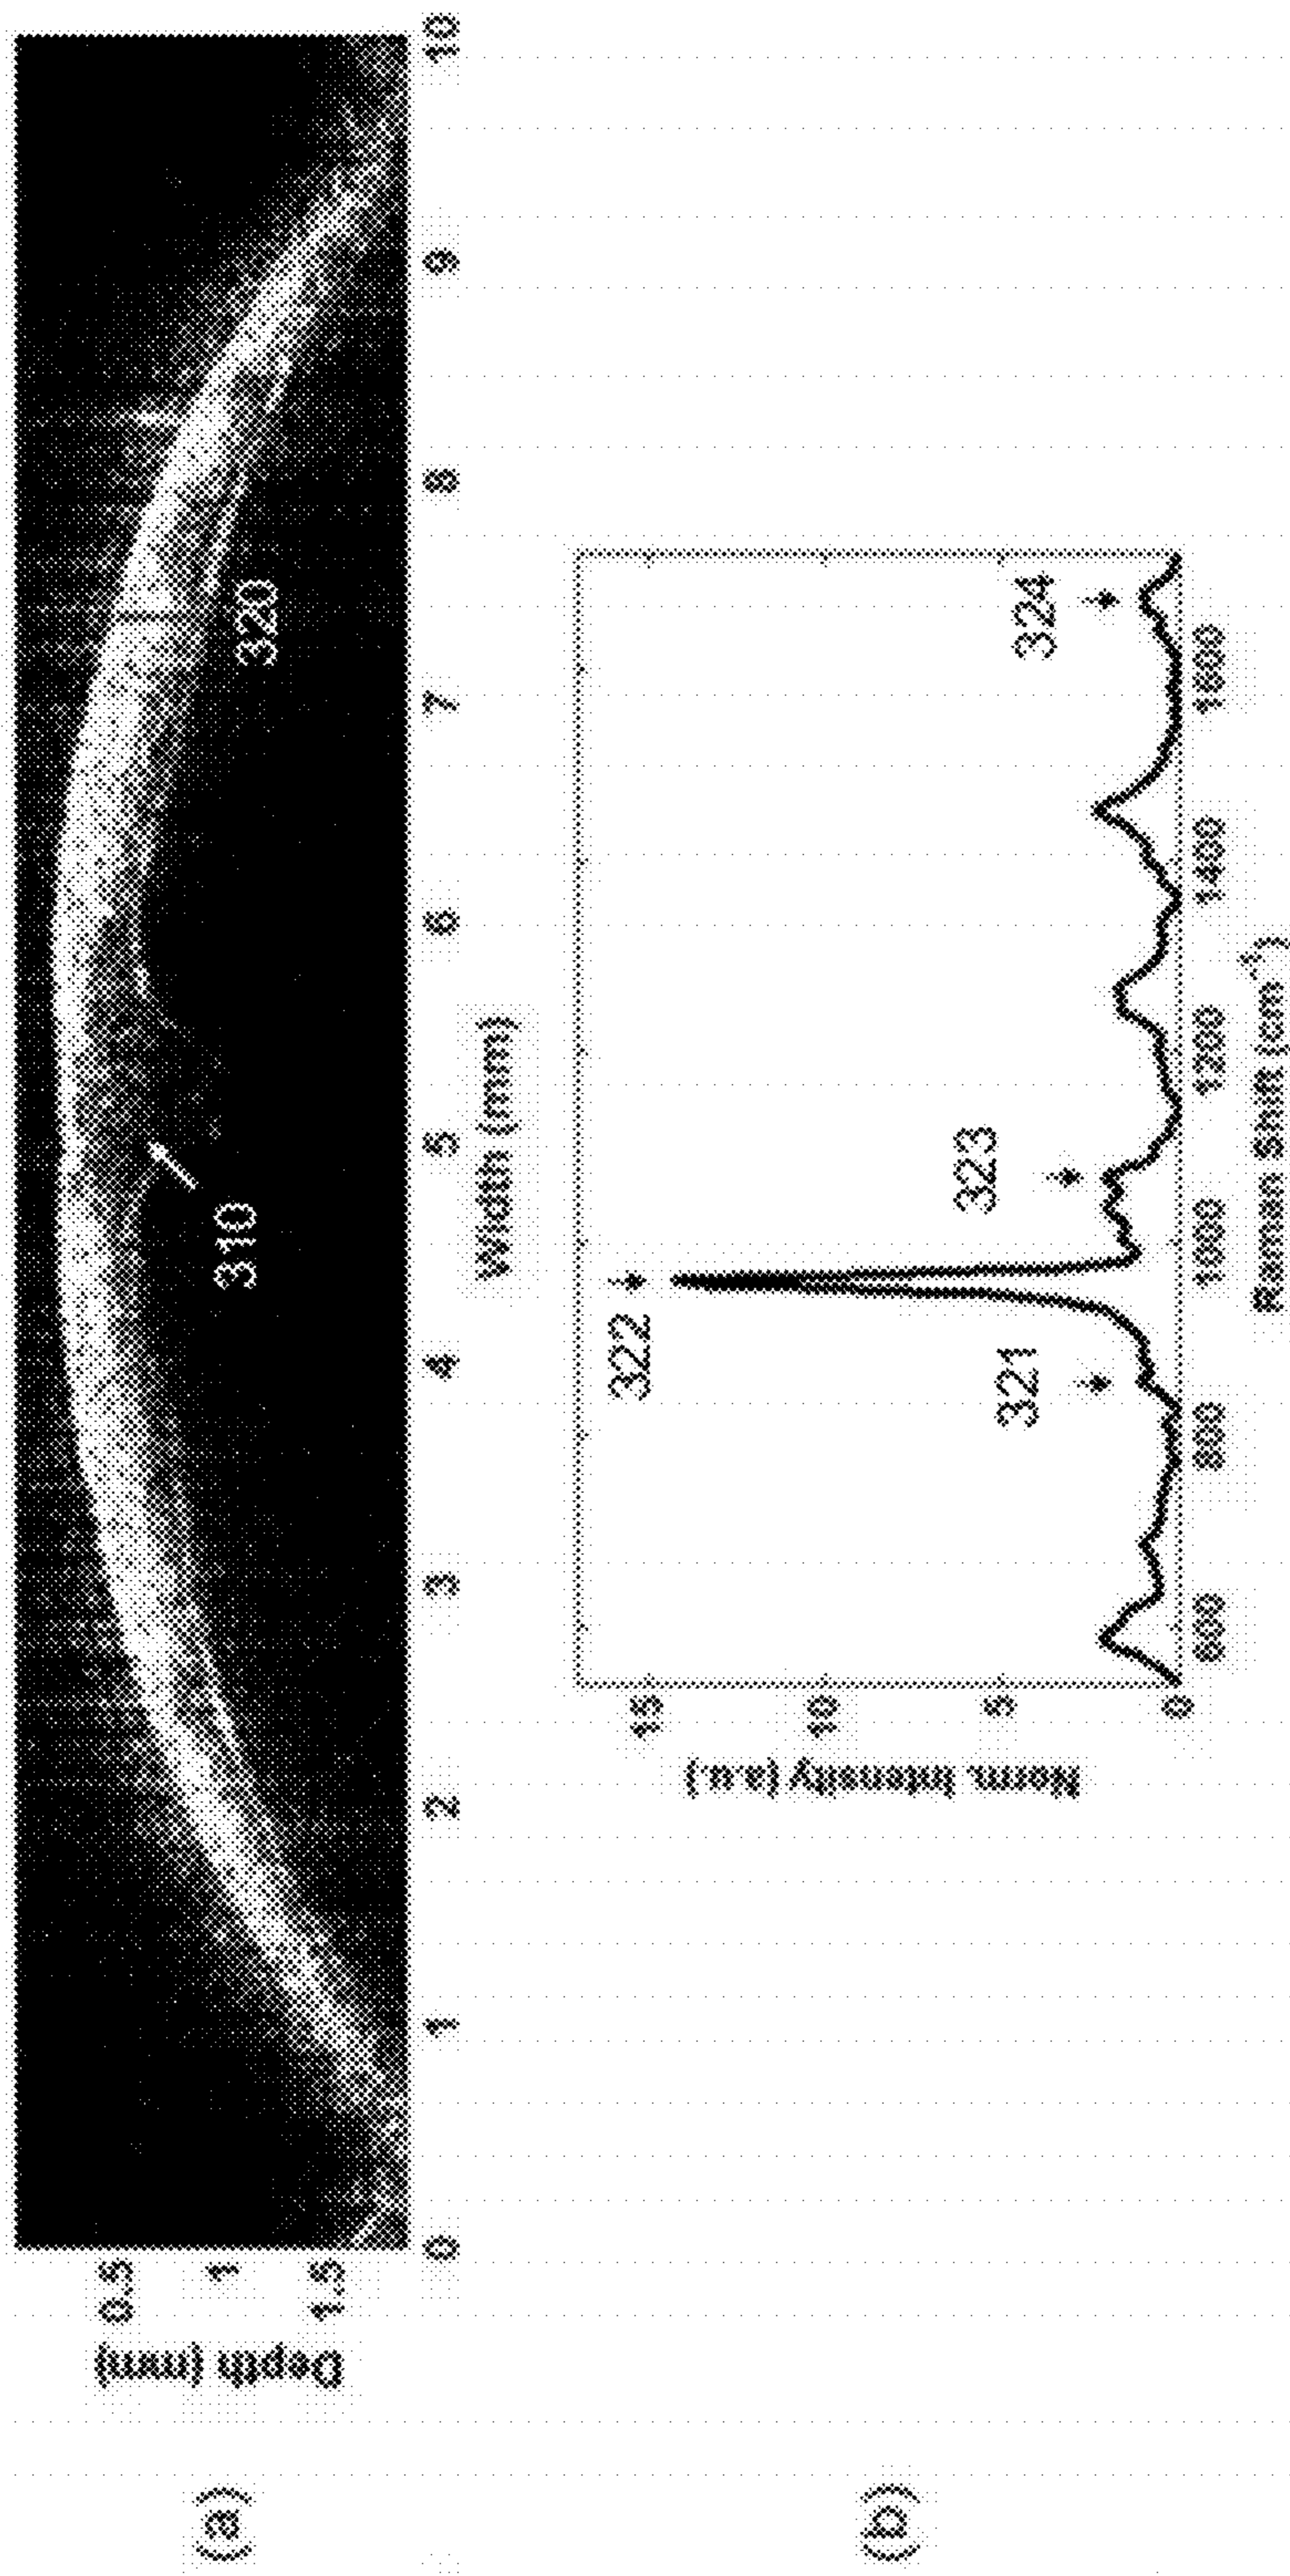 (a)
Depth (mm)
0.5
1
1.5
310
320
0 1 2 3 4 5 6 7 8 9 10
Width (mm)
(b)
Norm. Intensity (a.u.)
15
10
5
0
321
322
323
324
600 800 1000 1200 1400 1600
Raman Shift (cm⁻¹)